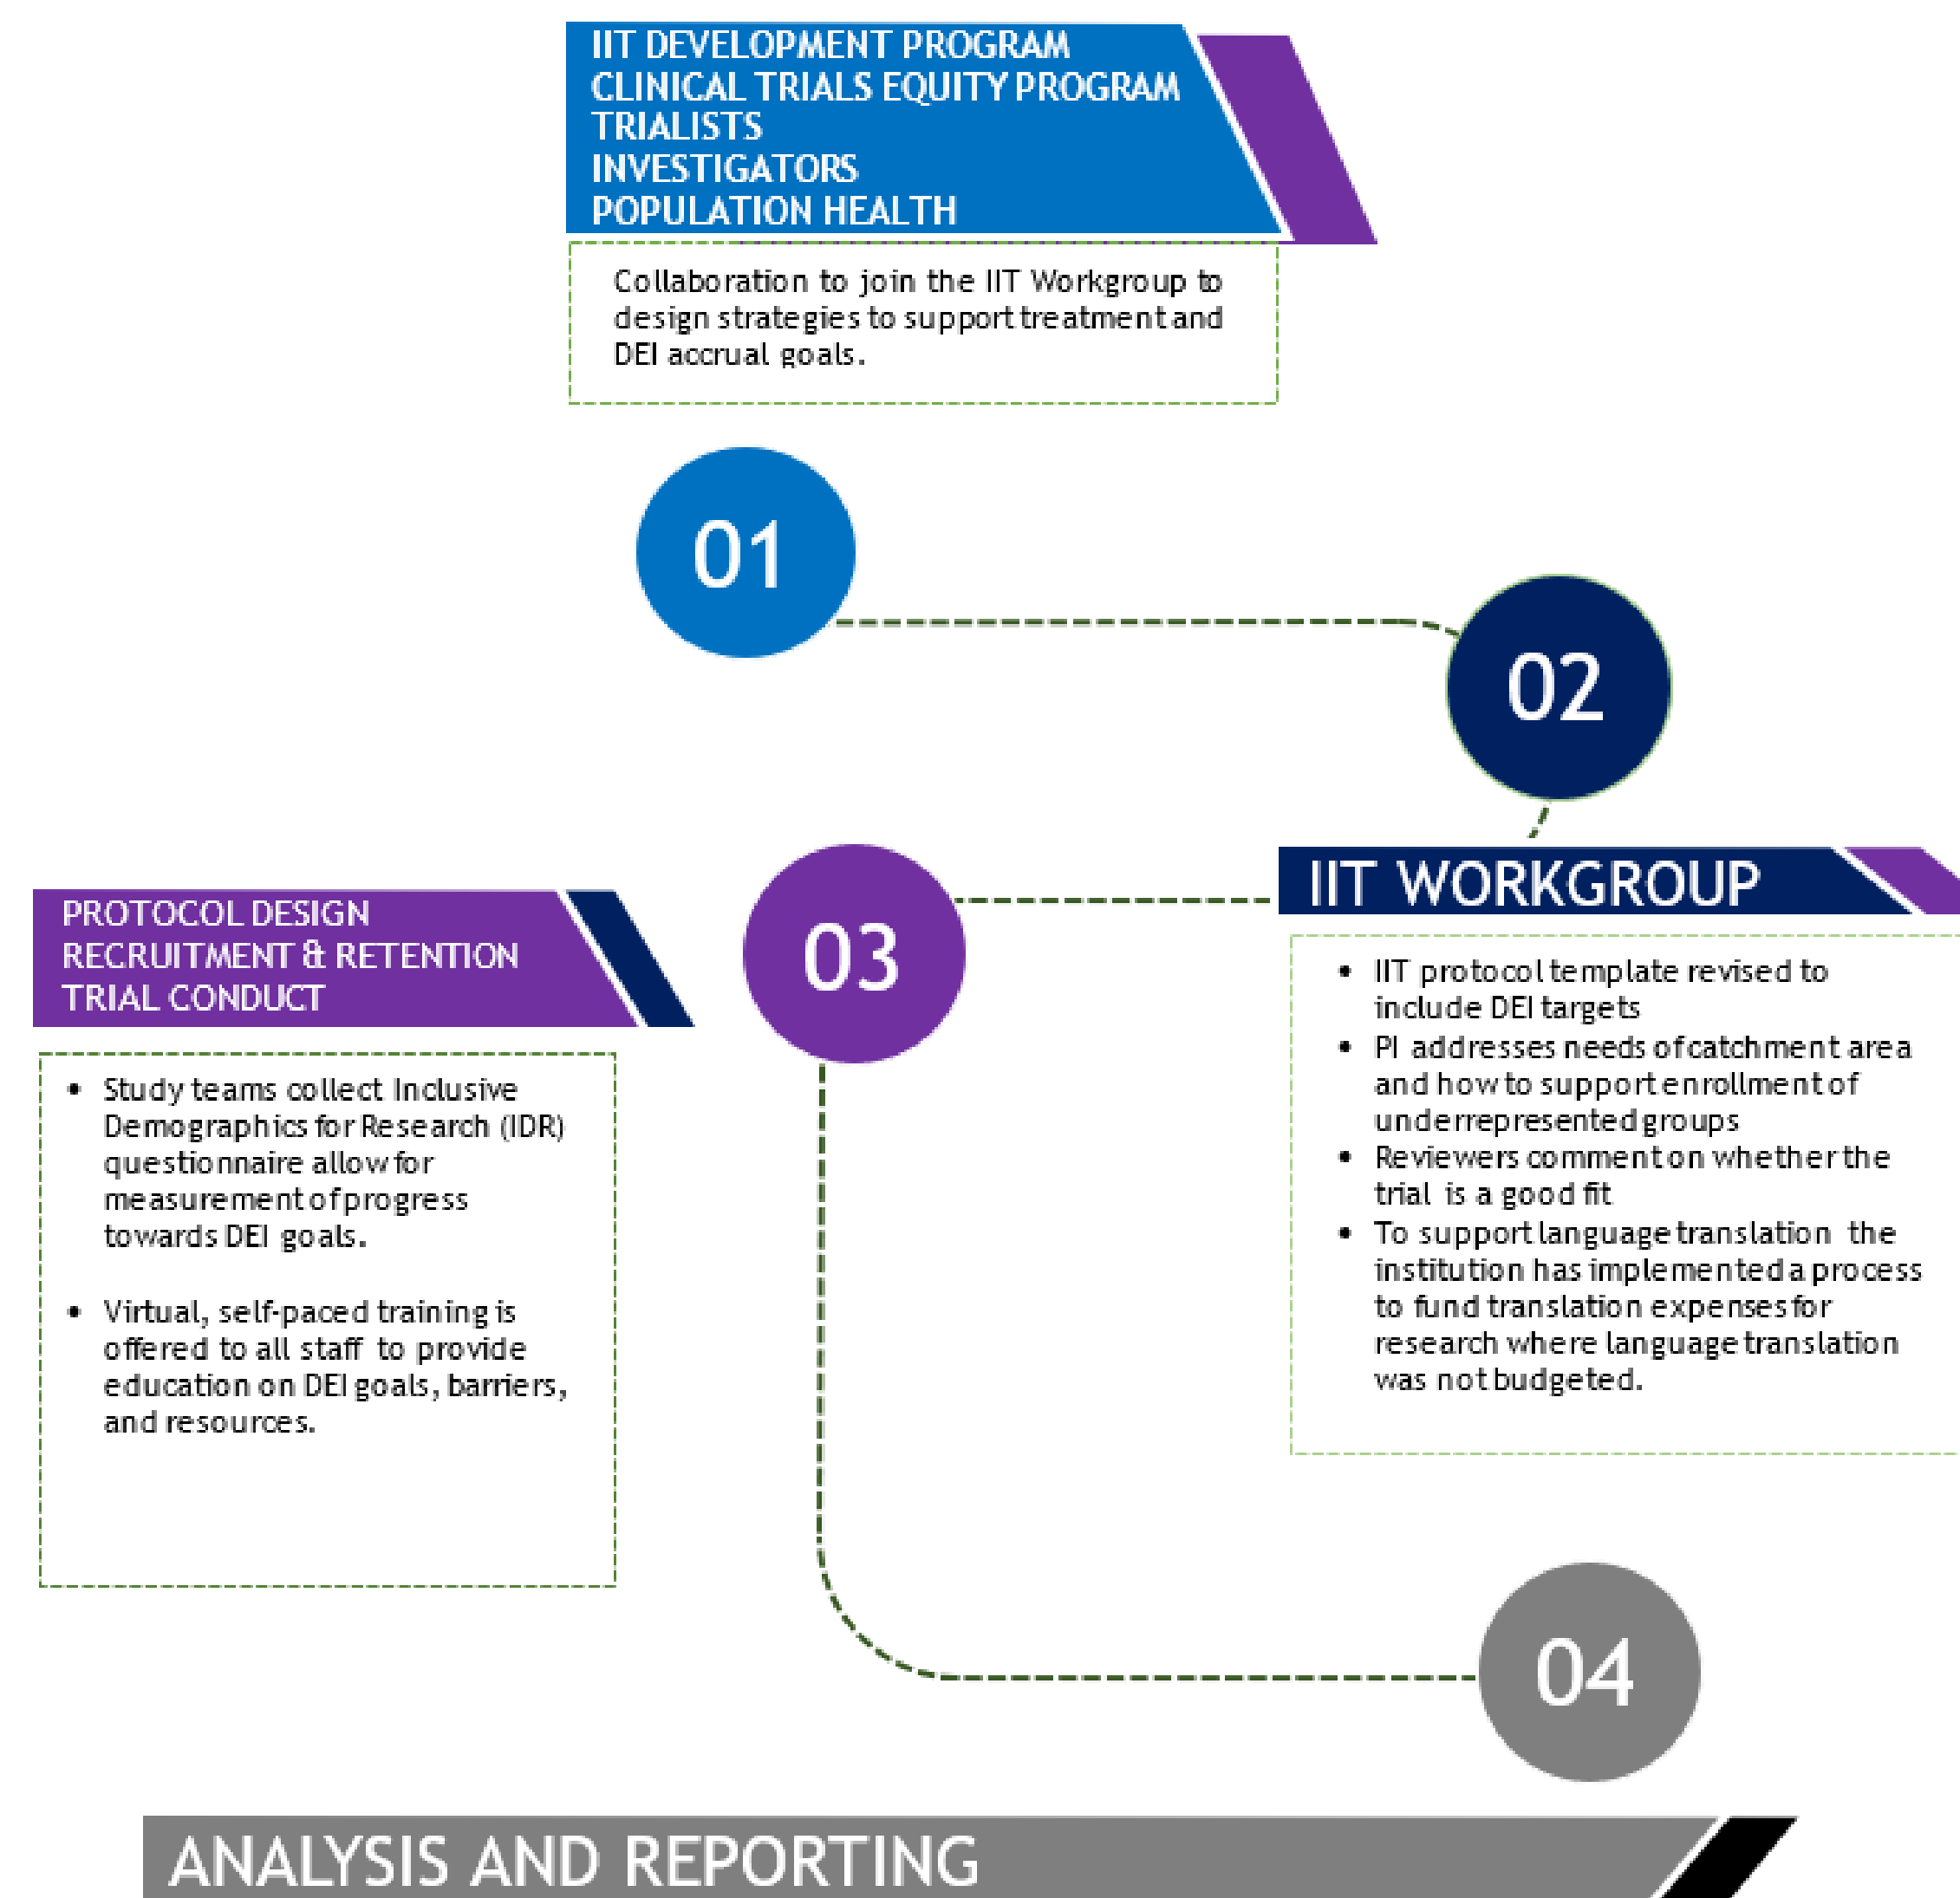 IIT DEVELOPMENT PROGRAM
CLINICAL TRIALS EQUITY PROGRAM
TRIALISTS
INVESTIGATORS
POPULATION HEALTH
Collaboration to join the IIT Workgroup to
design strategies to support treatment and
DEI accrual goals.
01
02
IIT WORKGROUP
• IIT protocol template revised to
include DEI targets
• PI addresses needs of catchment area
and how to support enrollment of
underrepresented groups
• Reviewers comment on whether the
trial is a good fit
• To support language translation the
institution has implemented a process
to fund translation expenses for
research where language translation
was not budgeted.
03
PROTOCOL DESIGN
RECRUITMENT & RETENTION
TRIAL CONDUCT
• Study teams collect Inclusive
Demographics for Research (IDR)
questionnaire allow for
measurement of progress
towards DEI goals.
• Virtual, self-paced training is
offered to all staff to provide
education on DEI goals, barriers,
and resources.
04
ANALYSIS AND REPORTING